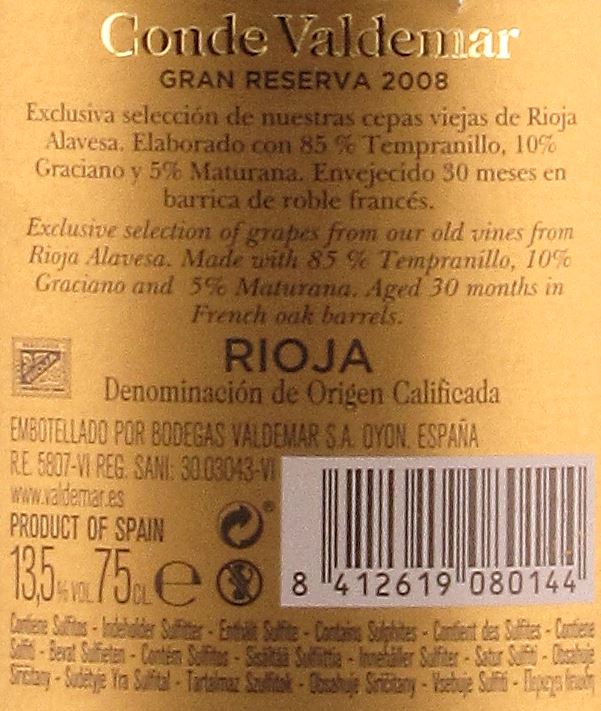 Conde Valdemar
GRAN RESERVA 2008
Exclusiva selección de nuestras cepas viejas de Rioja
Alavesa. Elaborado con 85 % Tempranillo, 10%
Graciano y 5% Maturana. Envejecido 30 meses en
barrica de roble francés.
Exclusive selection of grapes from our old vines from
Rioja Alavesa. Made with 85 % Tempranillo, 10%
Graciano and 5% Maturana. Aged 30 months in
French oak barrels.
RIOJA
Denominación de Origen Calificada
EMBOTELLADO POR BODEGAS VALDEMAR S.A. OYON. ESPAÑA
R.E. 5807-VI REG. SANI: 30.03043-VI
www.valdemar.es
PRODUCT OF SPAIN
13,5 % VOL. 75 CL. e
8 412619 080144
Contiene Sulfitos - Indeholder Sulfitter - Enthält Sulfite - Contains Sulphites - Contient des Sulfites - Contiene
Solfiti - Bevat Sulfieten - Contém Sulfitos - Sisältää Sulfiittia - Innehåller Sulfiter - Satur Sulfiti - Obsahuje
Siricitany - Sudėtyje Yra Sulfitai - Tartalmaz Szulfitok - Obsahuje Siričitany - Vsebuje Sulfiti